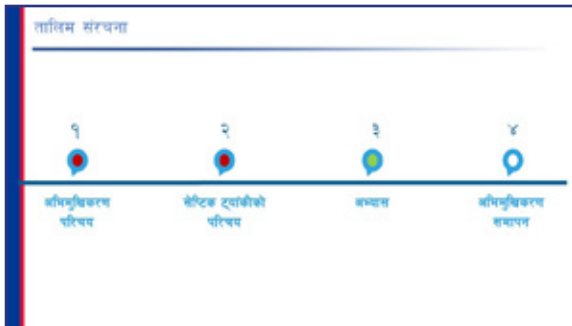 तालिम संरचना
१
२
३
४
अभिमुखिकरण
परिचय
सेप्टिक ट्यांकीको
परिचय
अभ्यास
अभिमुखिकरण
समापन